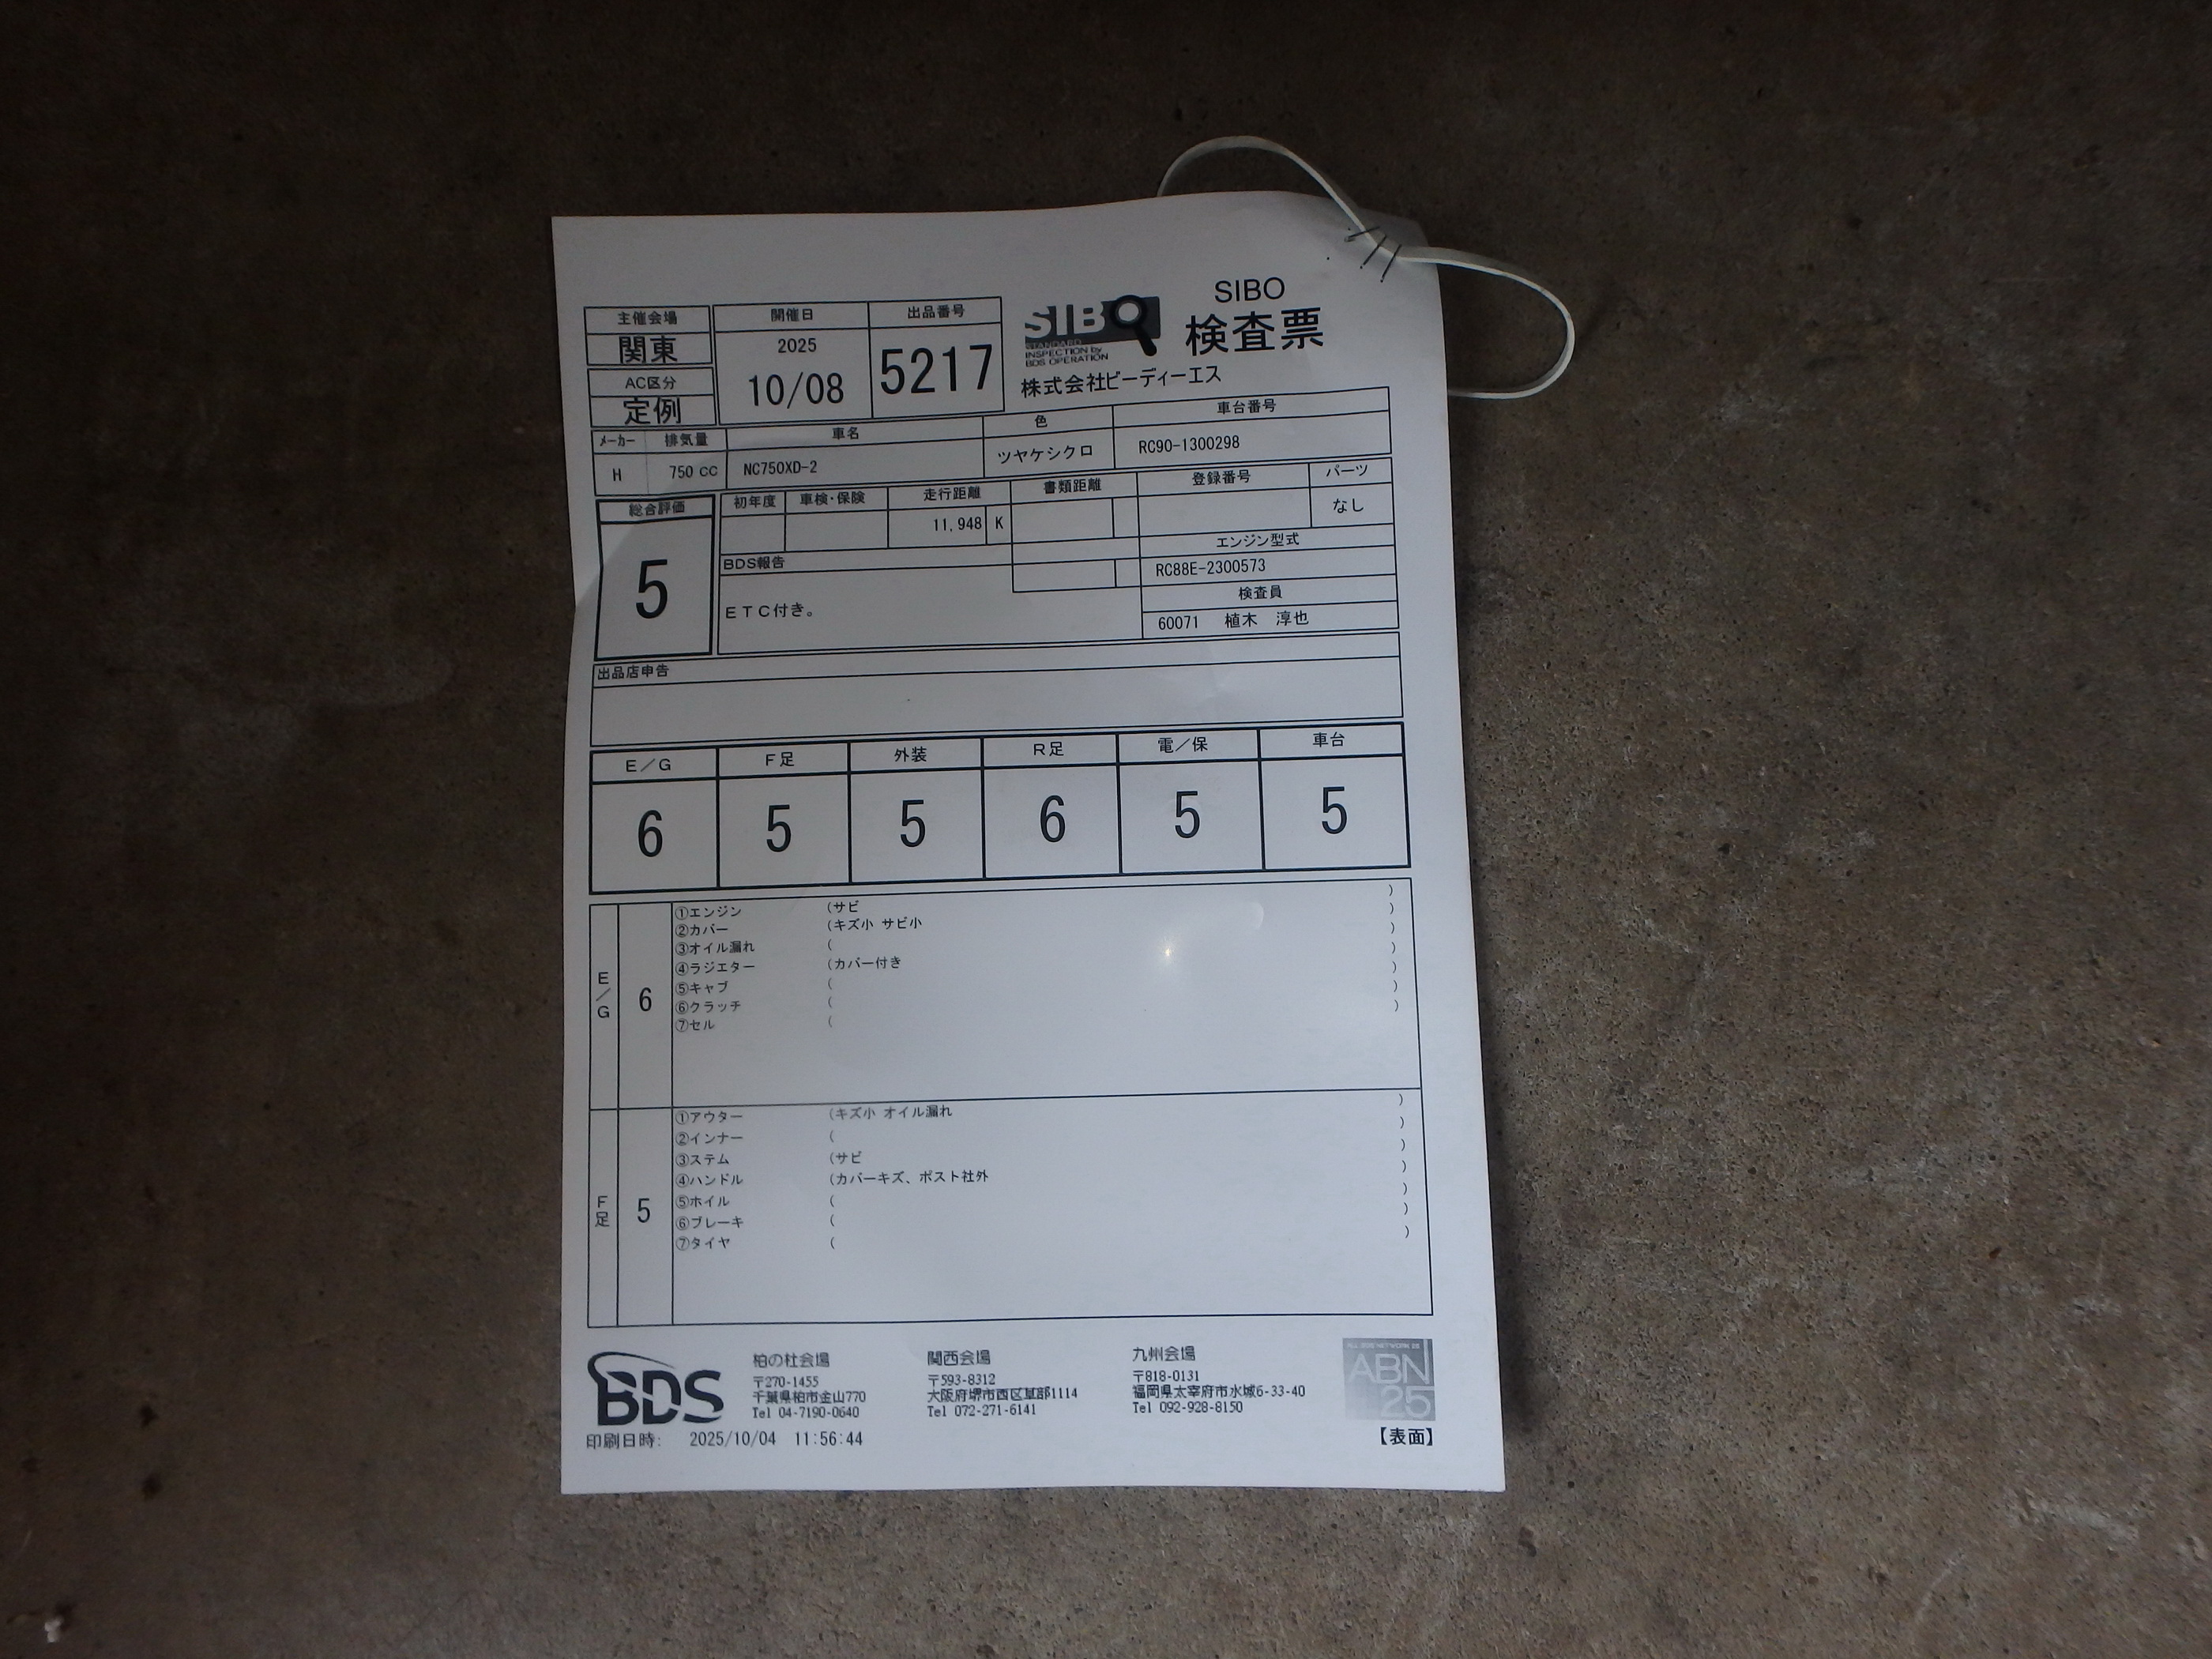 主催会場
関東
AC区分
定例
開催日
2025
10/08
出品番号
5217
SIBO
STANDARD
INSPECTION by
BDS OPERATION
SIBO
検査票
株式会社ビーディーエス
メーカー 排気量 車名 色 車台番号
H 750 cc NC750XD-2 ツヤケシクロ RC90-1300298
総合評価
5
初年度 車検・保険 走行距離 書類距離 登録番号 パーツ
11,948 K なし
BDS報告
ETC付き。
エンジン型式
RC88E-2300573
検査員
60071 植木 淳也
出品店申告
E/G F足 外装 R足 電/保 車台
6 5 5 6 5 5
E/G 6
①エンジン (サビ )
②カバー (キズ小 サビ小 )
③オイル漏れ ( )
④ラジエター (カバー付き )
⑤キャブ ( )
⑥クラッチ ( )
⑦セル ( )
F足 5
①アウター (キズ小 オイル漏れ )
②インナー ( )
③ステム (サビ )
④ハンドル (カバーキズ、ポスト社外 )
⑤ホイル ( )
⑥ブレーキ ( )
⑦タイヤ ( )
BDS
柏の杜会場
〒270-1455
千葉県柏市金山770
Tel 04-7190-0640
関西会場
〒593-8312
大阪府堺市西区草部1114
Tel 072-271-6141
九州会場
〒818-0131
福岡県太宰府市水城6-33-40
Tel 092-928-8150
ABN
25
印刷日時: 2025/10/04 11:56:44
【表面】